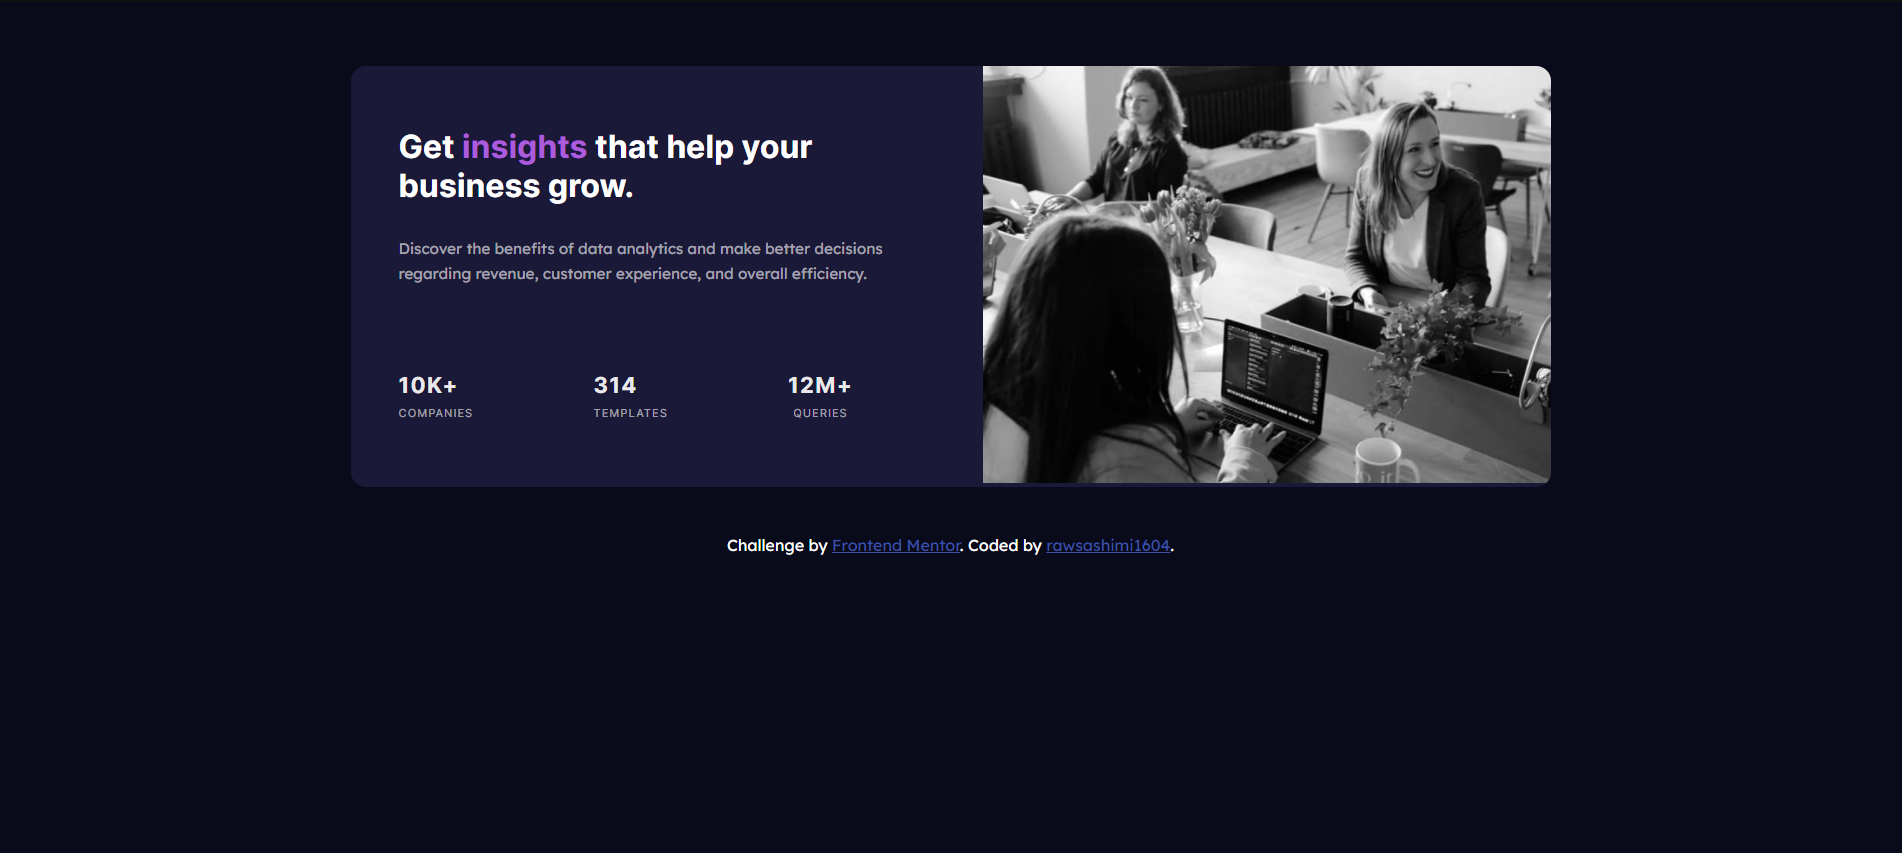 Get insights that help your
business grow.
Discover the benefits of data analytics and make better decisions
regarding revenue, customer experience, and overall efficiency.
10K+
COMPANIES
314
TEMPLATES
12M+
QUERIES
Challenge by Frontend Mentor. Coded by rawsashimi1604.